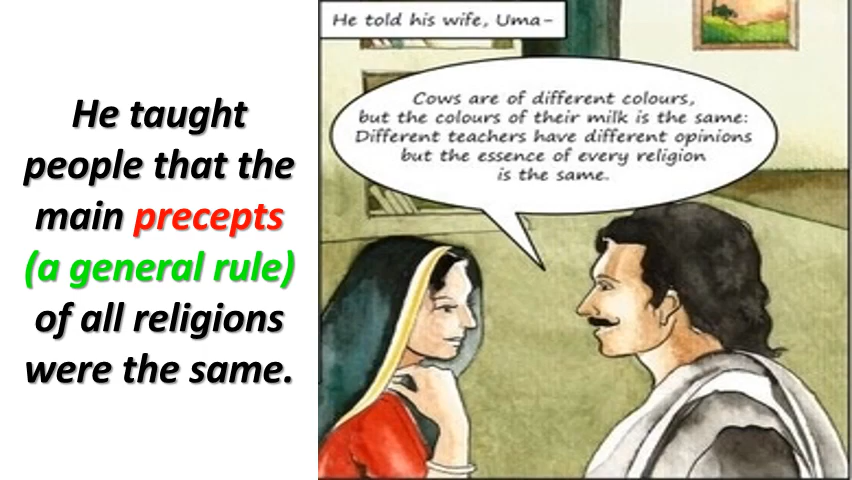 He taught
people that the
main precepts
(a general rule)
of all religions
were the same.
He told his wife, Uma-
Cows are of different colours,
but the colours of their milk is the same:
Different teachers have different opinions
but the essence of every religion
is the same.